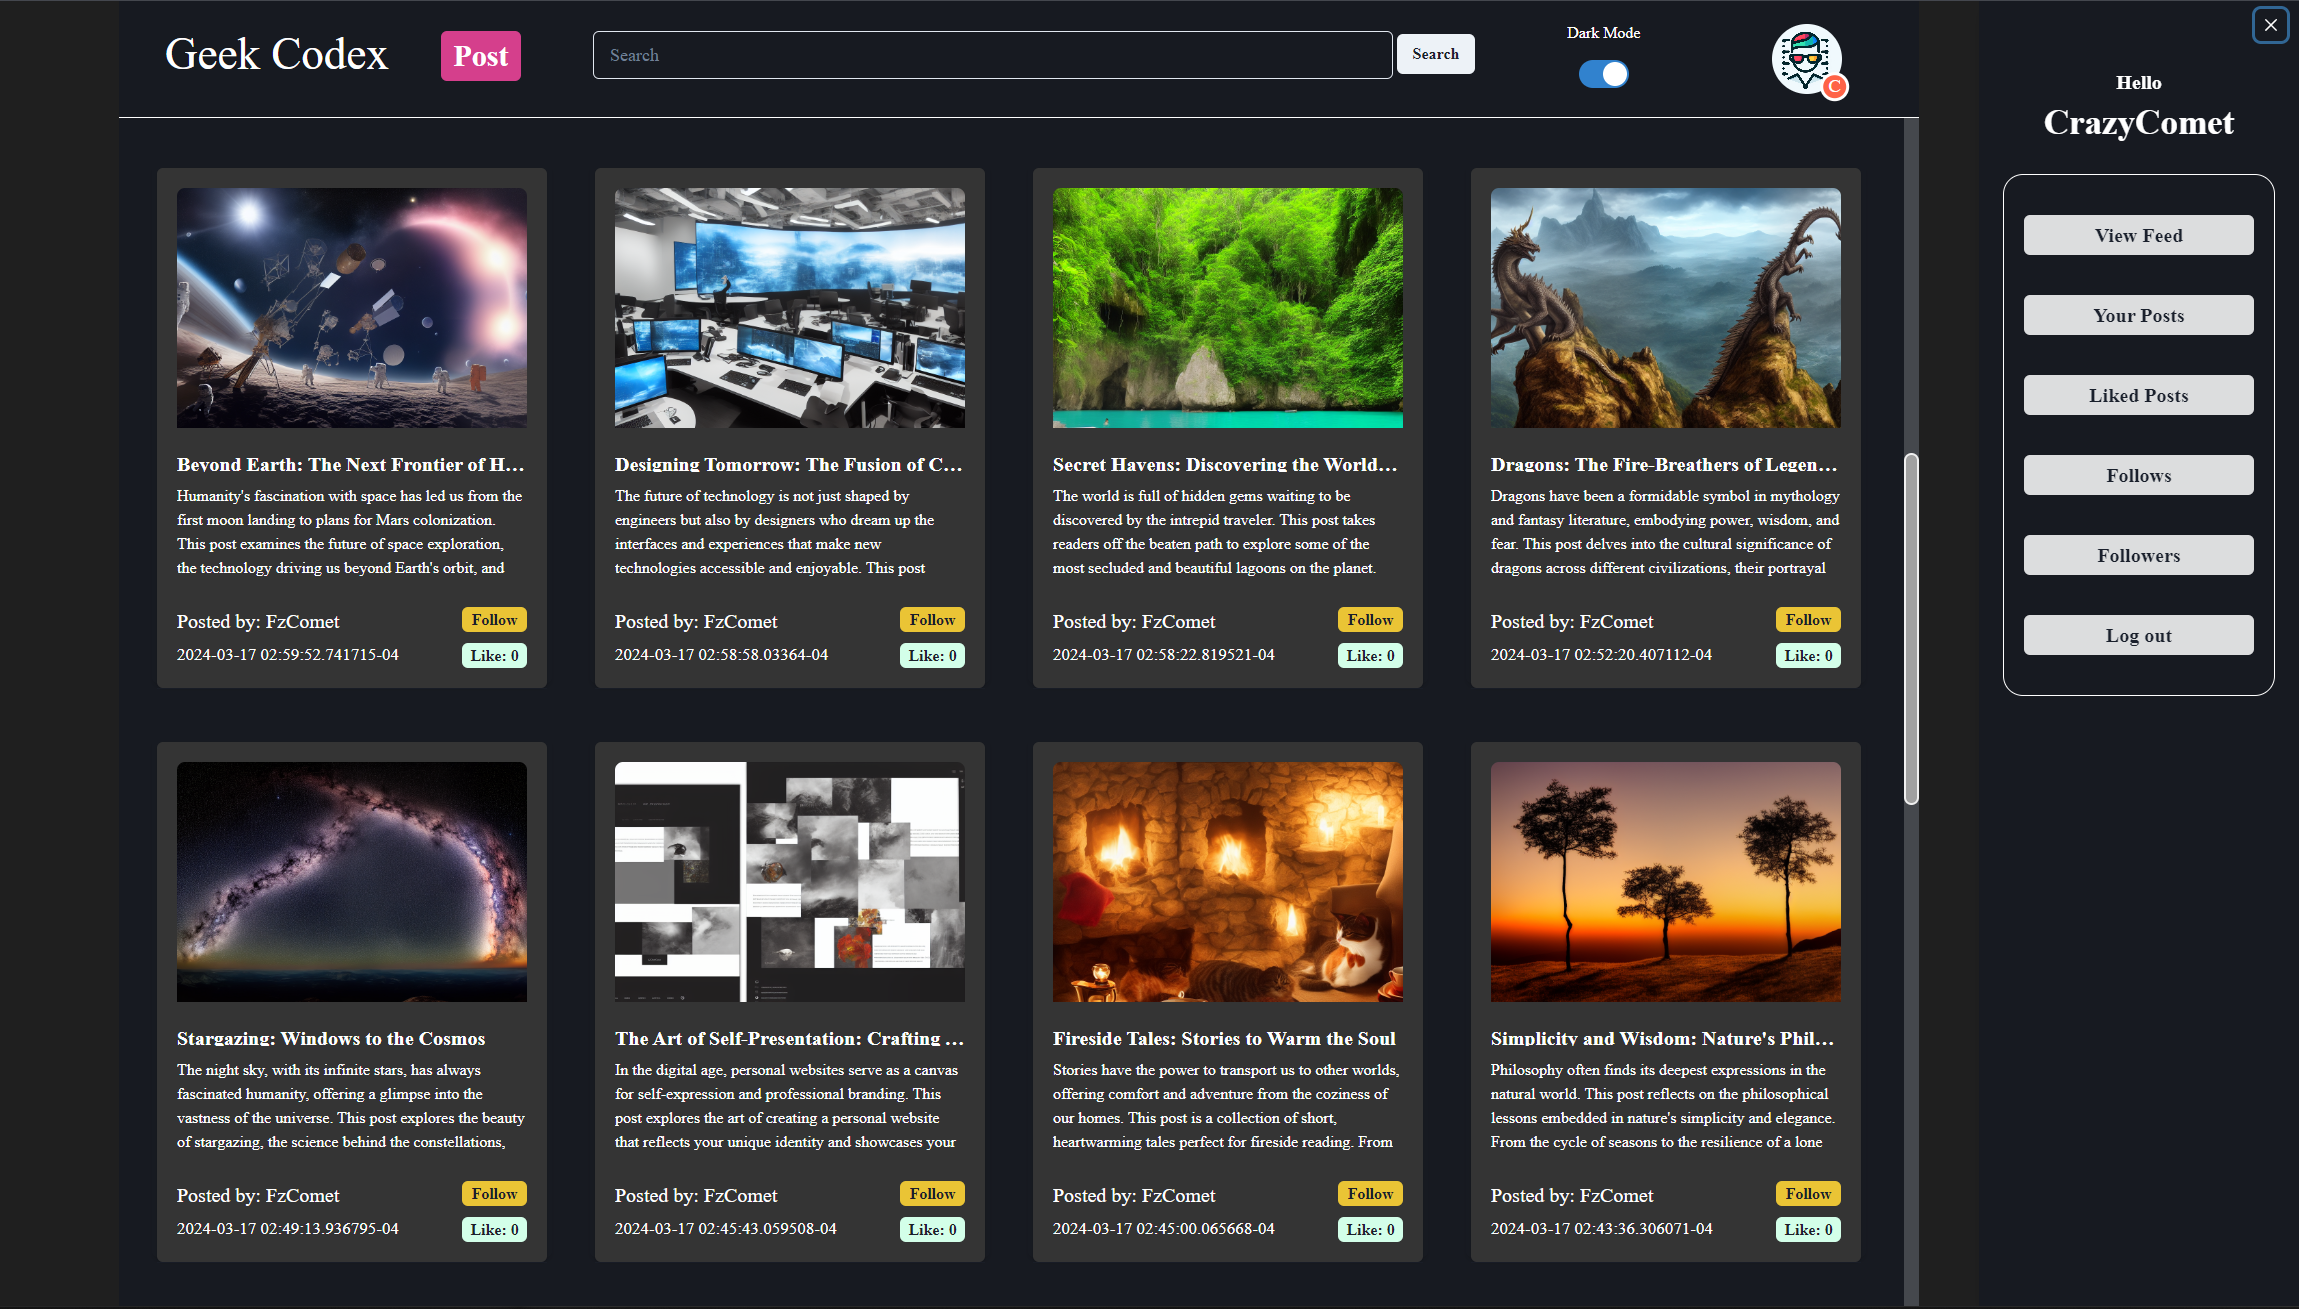 Geek Codex
Post
Search
Search
Dark Mode
C
Hello
CrazyComet
View Feed
Your Posts
Liked Posts
Follows
Followers
Log out
Beyond Earth: The Next Frontier of H...
Humanity's fascination with space has led us from the
first moon landing to plans for Mars colonization.
This post examines the future of space exploration,
the technology driving us beyond Earth's orbit, and
Posted by: FzComet
Follow
2024-03-17 02:59:52.741715-04
Like: 0
Designing Tomorrow: The Fusion of C...
The future of technology is not just shaped by
engineers but also by designers who dream up the
interfaces and experiences that make new
technologies accessible and enjoyable. This post
Posted by: FzComet
Follow
2024-03-17 02:58:58.03364-04
Like: 0
Secret Havens: Discovering the World...
The world is full of hidden gems waiting to be
discovered by the intrepid traveler. This post takes
readers off the beaten path to explore some of the
most secluded and beautiful lagoons on the planet.
Posted by: FzComet
Follow
2024-03-17 02:58:22.819521-04
Like: 0
Dragons: The Fire-Breathers of Legen...
Dragons have been a formidable symbol in mythology
and fantasy literature, embodying power, wisdom, and
fear. This post delves into the cultural significance of
dragons across different civilizations, their portrayal
Posted by: FzComet
Follow
2024-03-17 02:52:20.407112-04
Like: 0
Stargazing: Windows to the Cosmos
The night sky, with its infinite stars, has always
fascinated humanity, offering a glimpse into the
vastness of the universe. This post explores the beauty
of stargazing, the science behind the constellations,
Posted by: FzComet
Follow
2024-03-17 02:49:13.936795-04
Like: 0
The Art of Self-Presentation: Crafting ...
In the digital age, personal websites serve as a canvas
for self-expression and professional branding. This
post explores the art of creating a personal website
that reflects your unique identity and showcases your
Posted by: FzComet
Follow
2024-03-17 02:45:43.059508-04
Like: 0
Fireside Tales: Stories to Warm the Soul
Stories have the power to transport us to other worlds,
offering comfort and adventure from the coziness of
our homes. This post is a collection of short,
heartwarming tales perfect for fireside reading. From
Posted by: FzComet
Follow
2024-03-17 02:45:00.065668-04
Like: 0
Simplicity and Wisdom: Nature's Phil...
Philosophy often finds its deepest expressions in the
natural world. This post reflects on the philosophical
lessons embedded in nature's simplicity and elegance.
From the cycle of seasons to the resilience of a lone
Posted by: FzComet
Follow
2024-03-17 02:43:36.306071-04
Like: 0